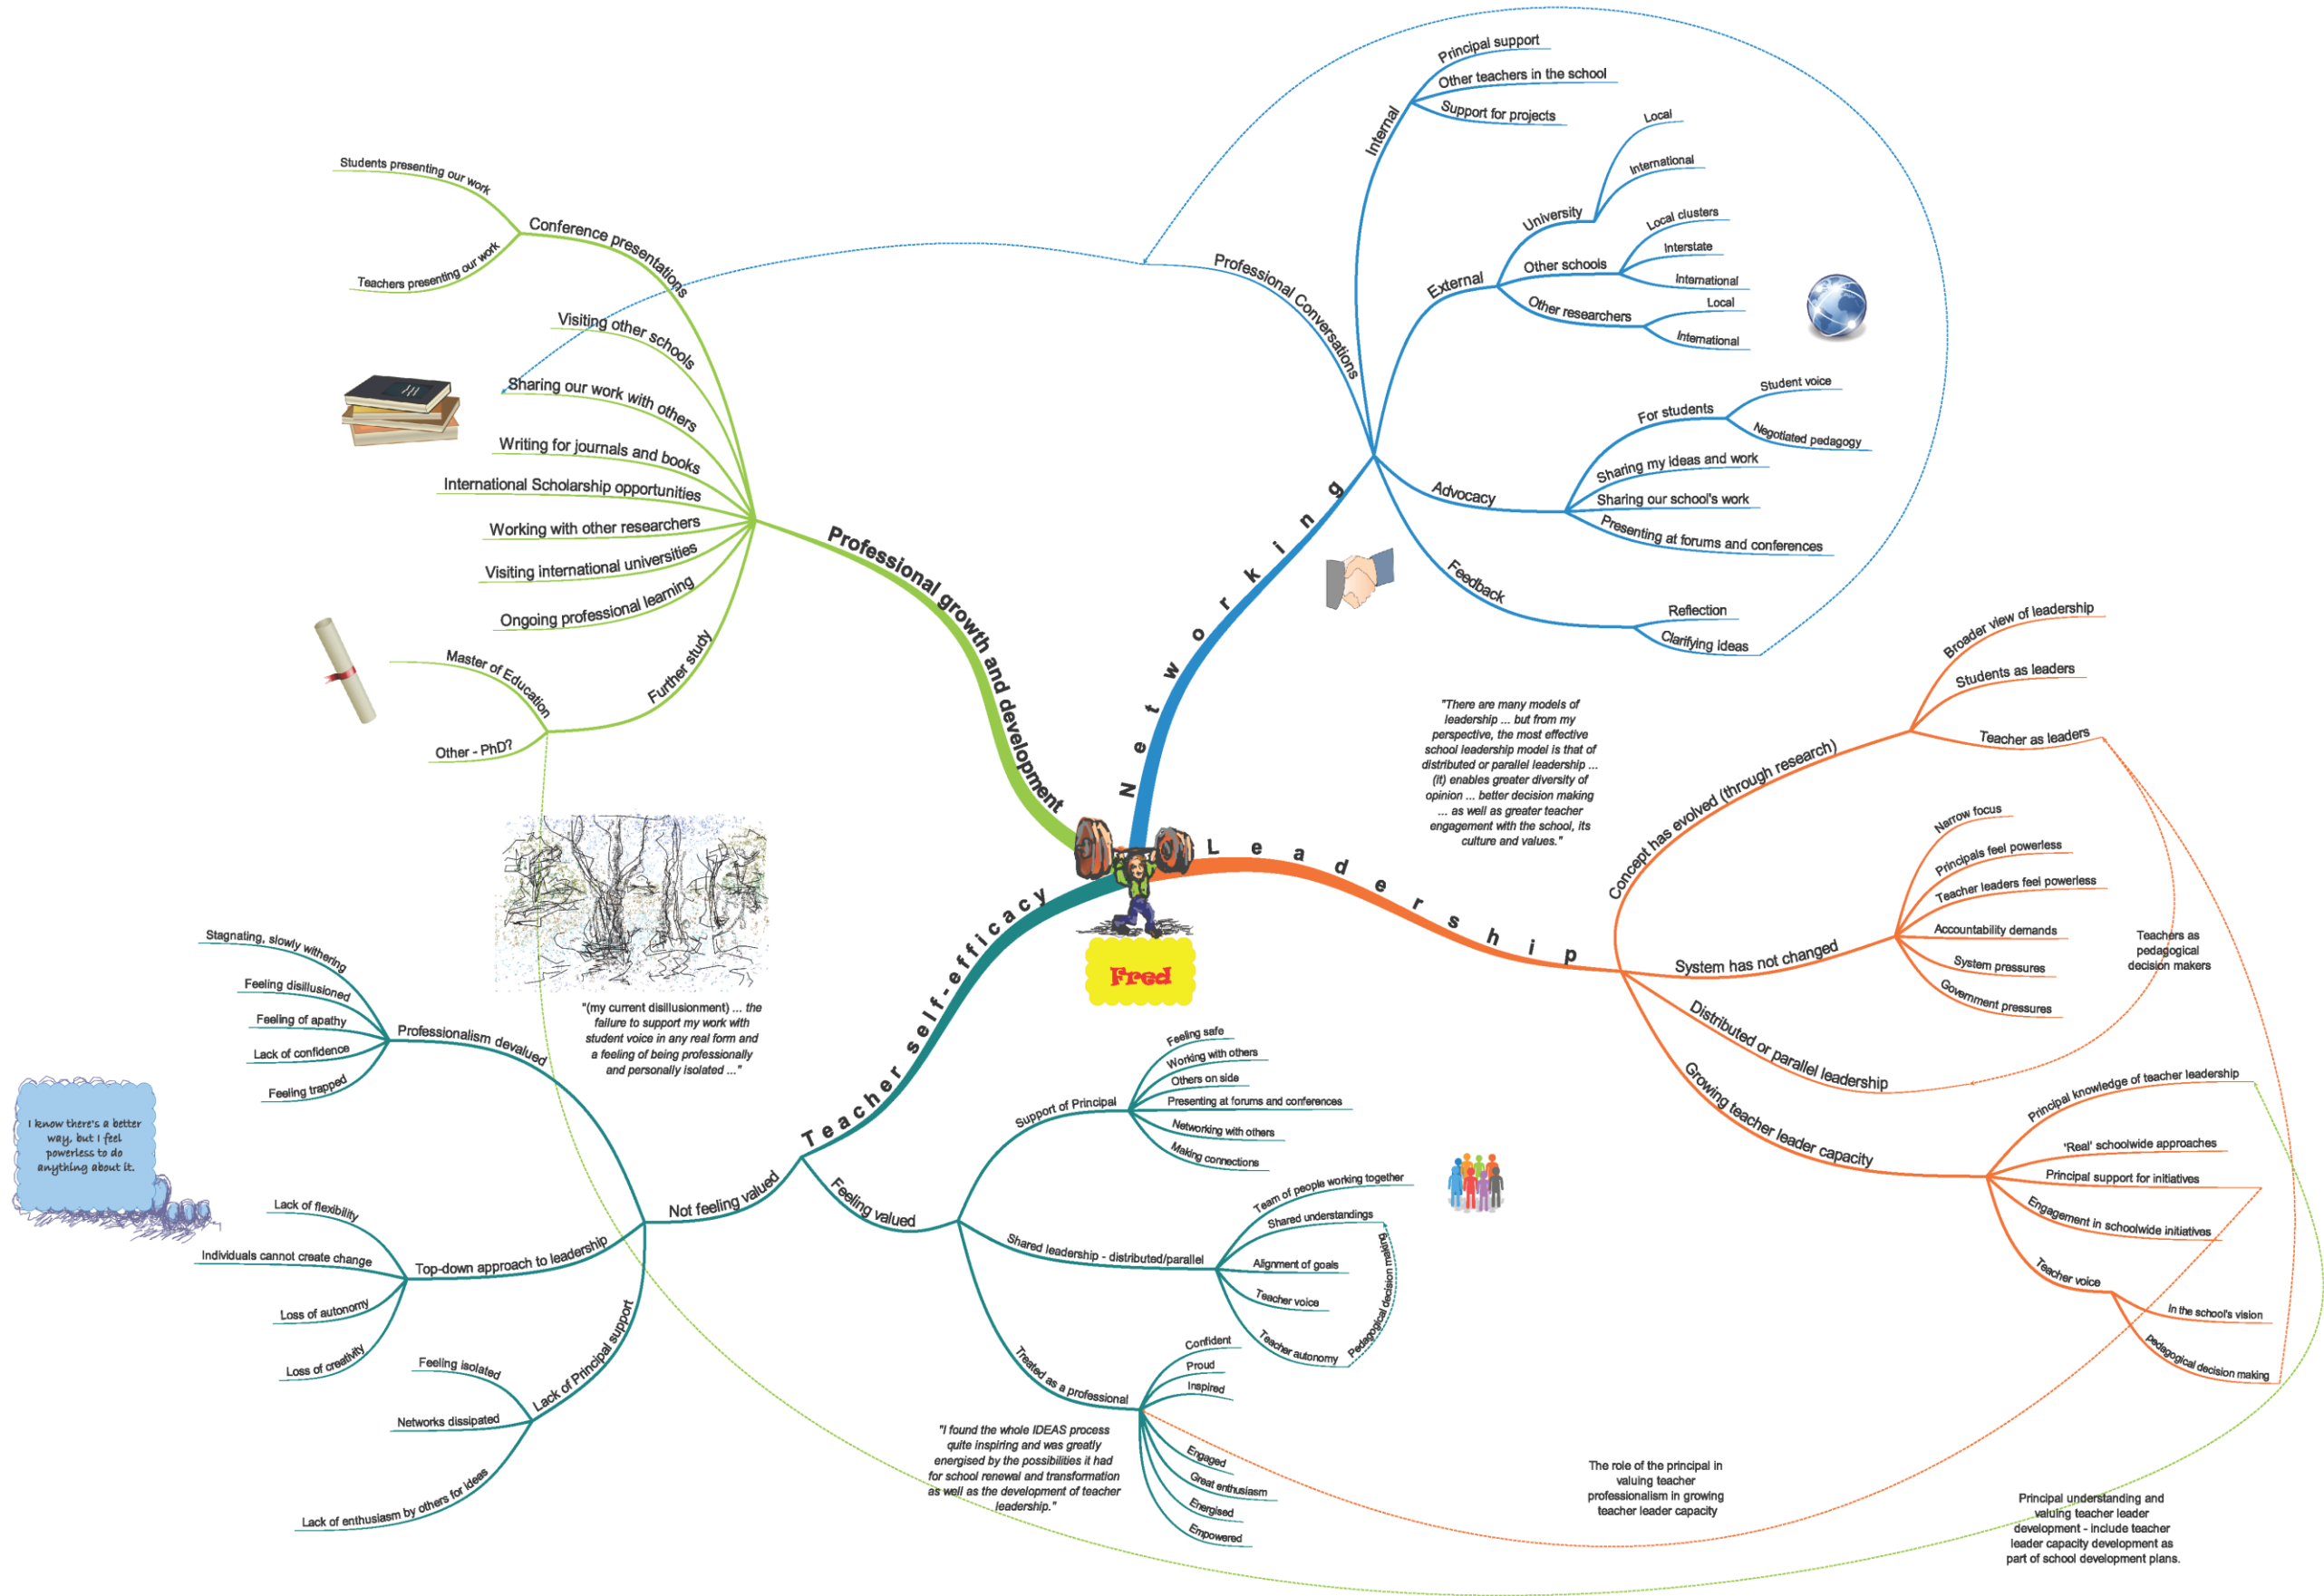 Fred
Networking
Professional Conversations
Internal
Principal support
Other teachers in the school
Support for projects
External
University
Local
International
Other schools
Local clusters
Interstate
International
Other researchers
Local
International
Advocacy
For students
Student voice
Negotiated pedagogy
Sharing my ideas and work
Sharing our school's work
Presenting at forums and conferences
Feedback
Reflection
Clarifying ideas
Leadership
"There are many models of
leadership ... but from my
perspective, the most effective
school leadership model is that of
distributed or parallel leadership ...
(it) enables greater diversity of
opinion ... better decision making
... as well as greater teacher
engagement with the school, its
culture and values."
Concept has evolved (through research)
Broader view of leadership
Students as leaders
Teacher as leaders
System has not changed
Narrow focus
Principals feel powerless
Teacher leaders feel powerless
Accountability demands
System pressures
Government pressures
Teachers as
pedagogical
decision makers
Distributed or parallel leadership
Growing teacher leader capacity
Principal knowledge of teacher leadership
'Real' schoolwide approaches
Principal support for initiatives
Engagement in schoolwide initiatives
Teacher voice
In the school's vision
pedagogical decision making
The role of the principal in
valuing teacher
professionalism in growing
teacher leader capacity
Principal understanding and
valuing teacher leader
development - include teacher
leader capacity development as
part of school development plans.
Teacher self-efficacy
Feeling valued
Support of Principal
Feeling safe
Working with others
Others on side
Presenting at forums and conferences
Networking with others
Making connections
Shared leadership - distributed/parallel
Team of people working together
Shared understandings
Alignment of goals
Teacher voice
Teacher autonomy
Pedagogical decision making
Treated as a professional
Confident
Proud
Inspired
Engaged
Great enthusiasm
Energised
Empowered
"I found the whole IDEAS process
quite inspiring and was greatly
energised by the possibilities it had
for school renewal and transformation
as well as the development of teacher
leadership."
Not feeling valued
Professionalism devalued
Stagnating, slowly withering
Feeling disillusioned
Feeling of apathy
Lack of confidence
Feeling trapped
Top-down approach to leadership
Lack of flexibility
Individuals cannot create change
Loss of autonomy
Loss of creativity
Lack of Principal support
Feeling isolated
Networks dissipated
Lack of enthusiasm by others for ideas
I know there's a better
way, but I feel
powerless to do
anything about it.
"(my current disillusionment) ... the
failure to support my work with
student voice in any real form and
a feeling of being professionally
and personally isolated ..."
Professional growth and development
Conference presentations
Students presenting our work
Teachers presenting our work
Visiting other schools
Sharing our work with others
Writing for journals and books
International Scholarship opportunities
Working with other researchers
Visiting international universities
Ongoing professional learning
Further study
Master of Education
Other - PhD?